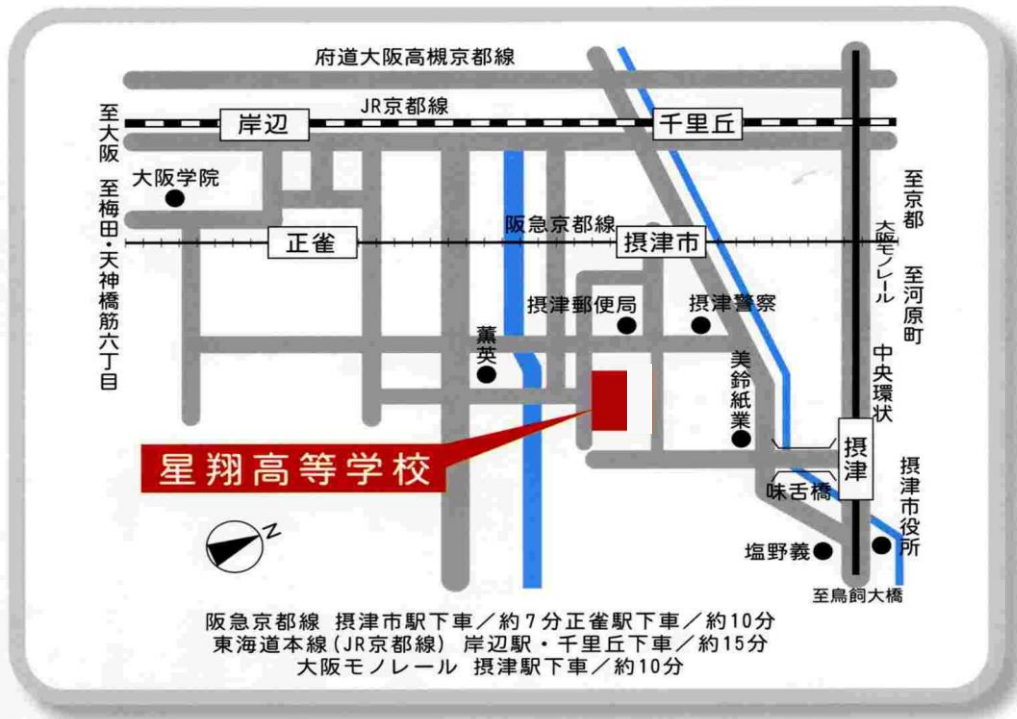 府道大阪高槻京都線
JR京都線
至大阪
岸辺
千里丘
大阪学院
至梅田・天神橋筋六丁目
正雀
阪急京都線
摂津市
至京都
大阪モノレール
至河原町
摂津郵便局
摂津警察
薫英
美鈴紙業
中央環状
星翔高等学校
摂津
味舌橋
摂津市役所
塩野義
N
至鳥飼大橋
阪急京都線 摂津市駅下車／約7分正雀駅下車／約10分
東海道本線(JR京都線) 岸辺駅・千里丘下車／約15分
大阪モノレール 摂津駅下車／約10分